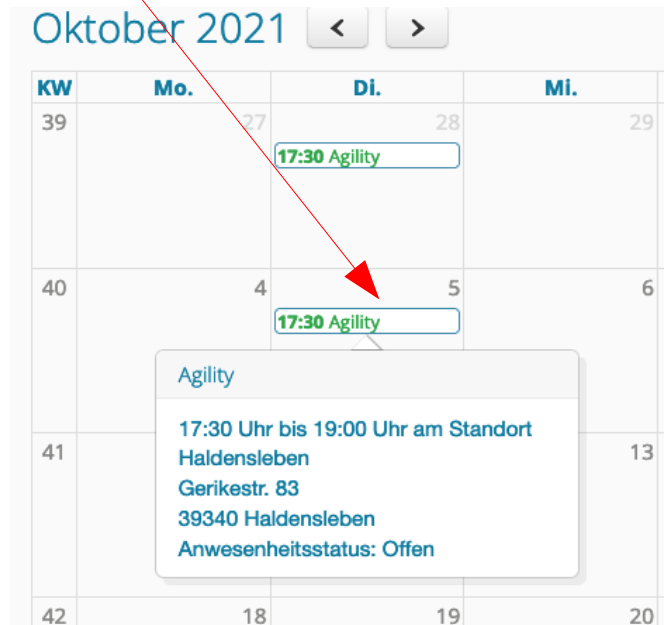 Oktober 2021 < >
KW Mo. Di. Mi.
39 27 28 29
17:30 Agility
40 4 5 6
17:30 Agility
Agility
17:30 Uhr bis 19:00 Uhr am Standort
Haldensleben
41 13
Gerikestr. 83
39340 Haldensleben
Anwesenheitsstatus: Offen
42 18 19 20